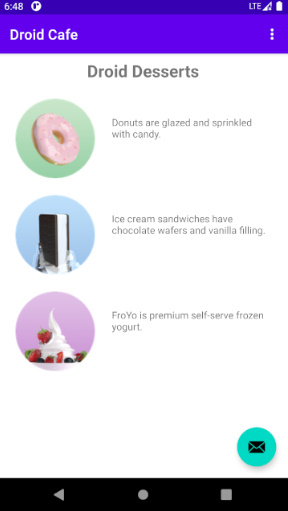 6:48
LTE
Droid Cafe
Droid Desserts
Donuts are glazed and sprinkled
with candy.
Ice cream sandwiches have
chocolate wafers and vanilla filling.
FroYo is premium self-serve frozen
yogurt.